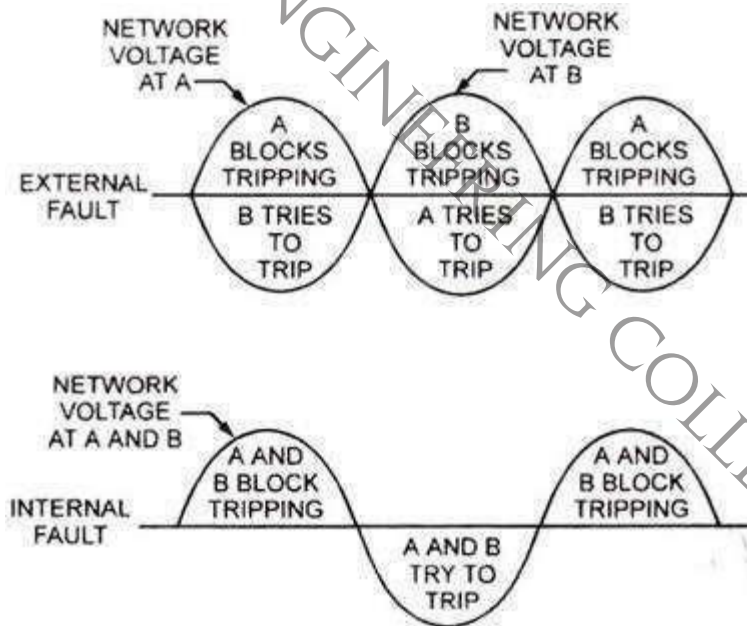 NETWORK
VOLTAGE
AT A
NETWORK
VOLTAGE
AT B
EXTERNAL
FAULT
A
BLOCKS
TRIPPING
B
BLOCKS
TRIPPING
A
BLOCKS
TRIPPING
B TRIES
TO
TRIP
A TRIES
TO
TRIP
B TRIES
TO
TRIP
NETWORK
VOLTAGE
AT A AND B
INTERNAL
FAULT
A AND
B BLOCK
TRIPPING
A AND B
TRY TO
TRIP
A AND
B BLOCK
TRIPPING